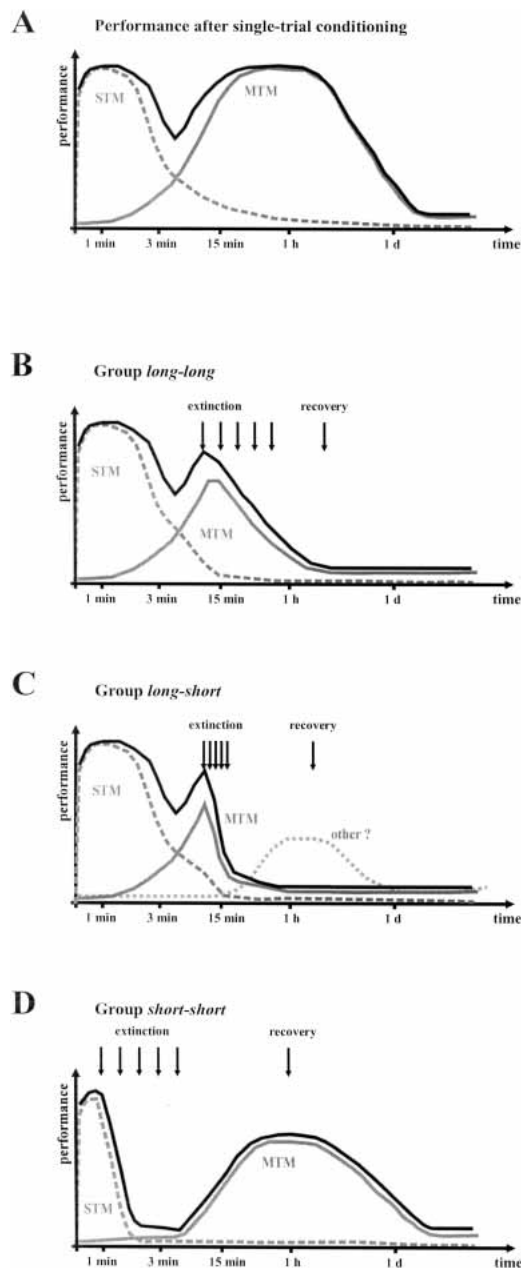 A
Performance after single-trial conditioning
performance
STM
MTM
1 min 3 min 15 min 1 h 1 d time
B
Group long-long
extinction recovery
performance
STM
MTM
1 min 3 min 15 min 1 h 1 d time
C
Group long-short
extinction recovery
performance
STM
MTM
other ?
1 min 3 min 15 min 1 h 1 d time
D
Group short-short
extinction recovery
performance
STM
MTM
1 min 3 min 15 min 1 h 1 d time